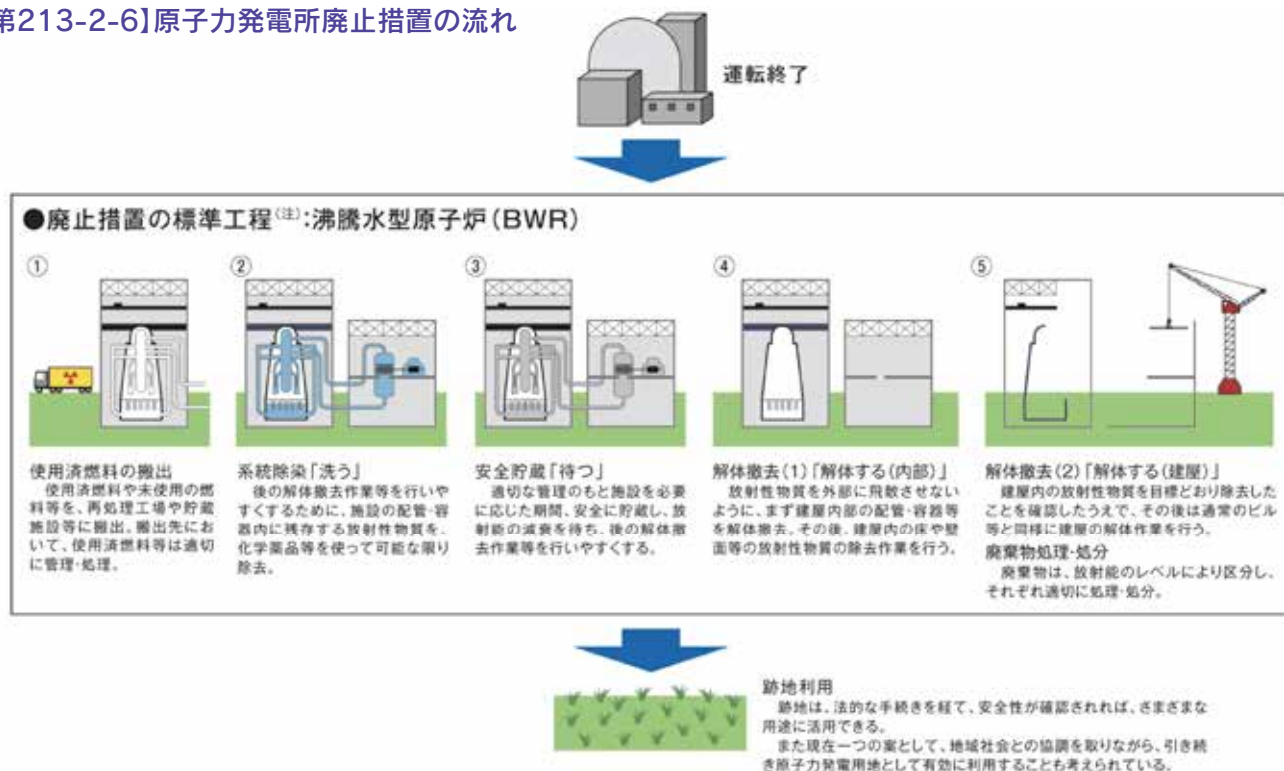 第213-2-6】原子力発電所廃止措置の流れ
運転終了
●廃止措置の標準工程(注):沸騰水型原子炉(BWR)
①
②
③
④
⑤
使用済燃料の搬出
使用済燃料や未使用の燃
料等を、再処理工場や貯蔵
施設等に搬出。搬出先にお
いて、使用済燃料等は適切
に管理・処理。
系統除染「洗う」
後の解体撤去作業等を行いや
すくするために、施設の配管・容
器内に残存する放射性物質を、
化学薬品等を使って可能な限り
除去。
安全貯蔵「待つ」
適切な管理のもと施設を必要
に応じた期間、安全に貯蔵し、放
射能の減衰を待ち、後の解体撤
去作業等を行いやすくする。
解体撤去(1)「解体する(内部)」
放射性物質を外部に飛散させない
ように、まず建屋内部の配管・容器等
を解体撤去。その後、建屋内の床や壁
面等の放射性物質の除去作業を行う。
解体撤去(2)「解体する(建屋)」
建屋内の放射性物質を目標どおり除去した
ことを確認したうえで、その後は通常のビル
等と同様に建屋の解体作業を行う。
廃棄物処理・処分
廃棄物は、放射能のレベルにより区分し、
それぞれ適切に処理・処分。
跡地利用
跡地は、法的な手続きを経て、安全性が確認されれば、さまざまな
用途に活用できる。
また現在一つの案として、地域社会との協調を取りながら、引き続
き原子力発電用地として有効に利用することも考えられている。